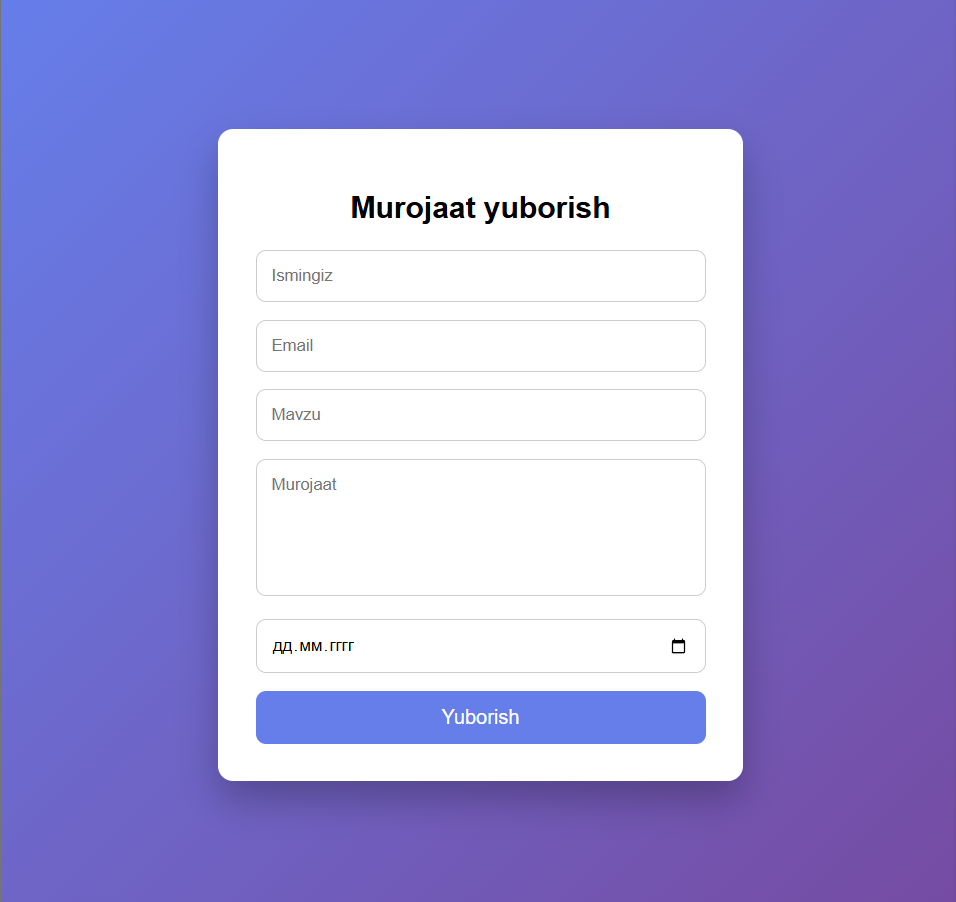 Murojaat yuborish
Ismingiz
Email
Mavzu
Murojaat
дд.мм.гггг
Yuborish